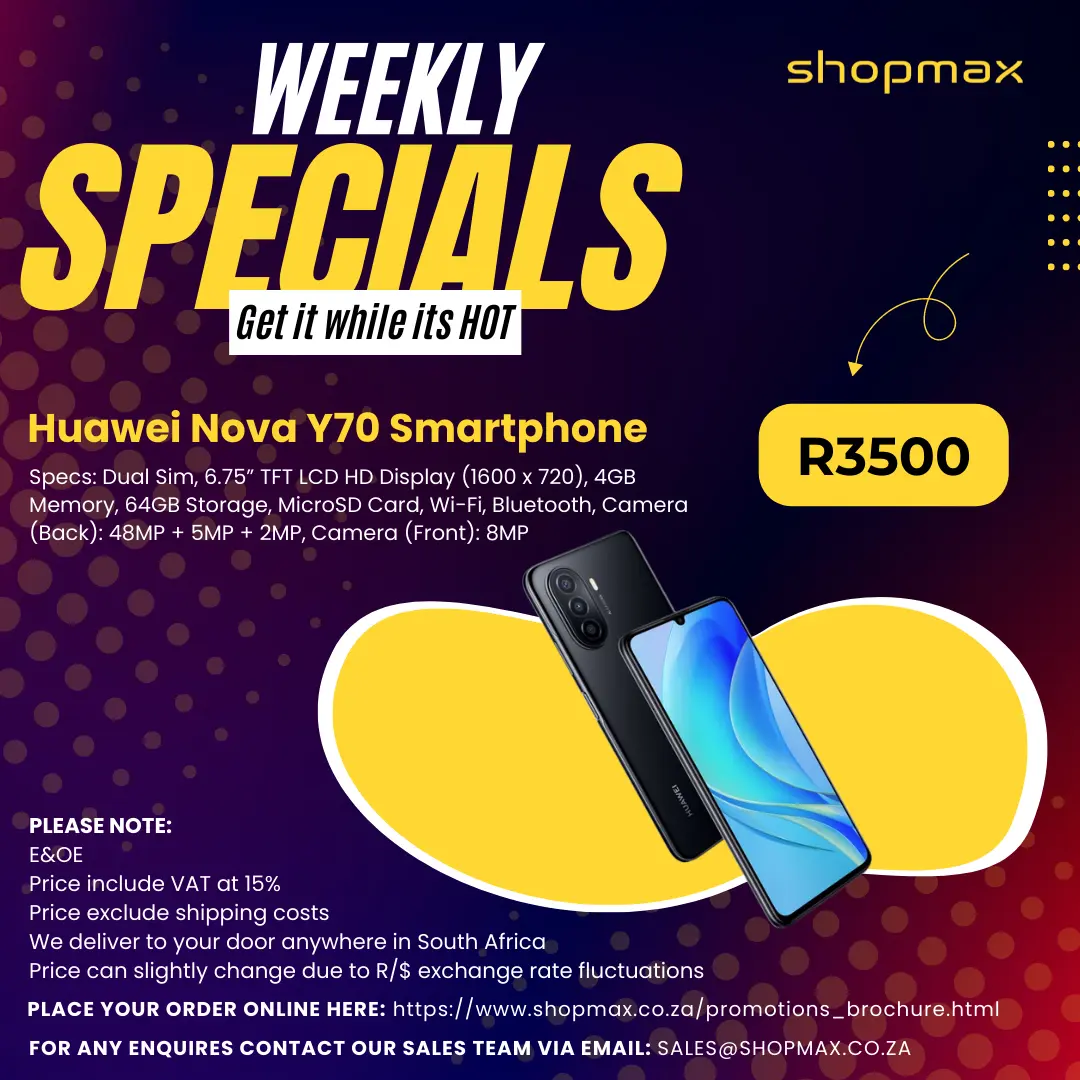 WEEKLY
shopmax
SPECIALS
Get it while its HOT
Huawei Nova Y70 Smartphone
R3500
Specs: Dual Sim, 6.75” TFT LCD HD Display (1600 x 720), 4GB
Memory, 64GB Storage, MicroSD Card, Wi-Fi, Bluetooth, Camera
(Back): 48MP + 5MP + 2MP, Camera (Front): 8MP
HUAWEI
PLEASE NOTE:
E&OE
Price include VAT at 15%
Price exclude shipping costs
We deliver to your door anywhere in South Africa
Price can slightly change due to R/$ exchange rate fluctuations
PLACE YOUR ORDER ONLINE HERE: https://www.shopmax.co.za/promotions_brochure.html
FOR ANY ENQUIRES CONTACT OUR SALES TEAM VIA EMAIL: SALES@SHOPMAX.CO.ZA